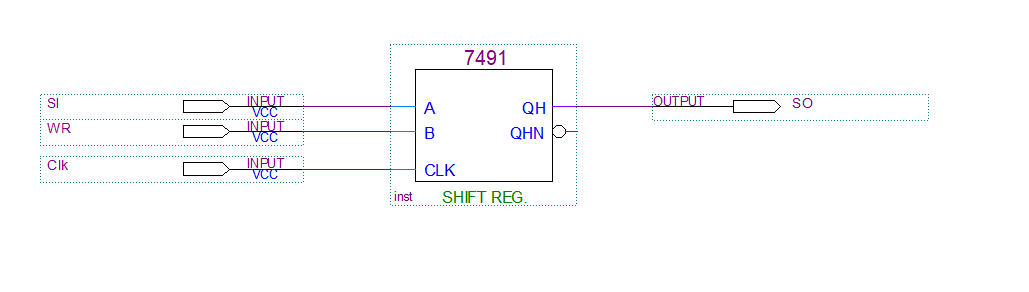 7491
SI
INPUT
VCC
A
QH
OUTPUT
SO
WR
INPUT
VCC
B
QHN
Clk
INPUT
VCC
CLK
inst
SHIFT REG.